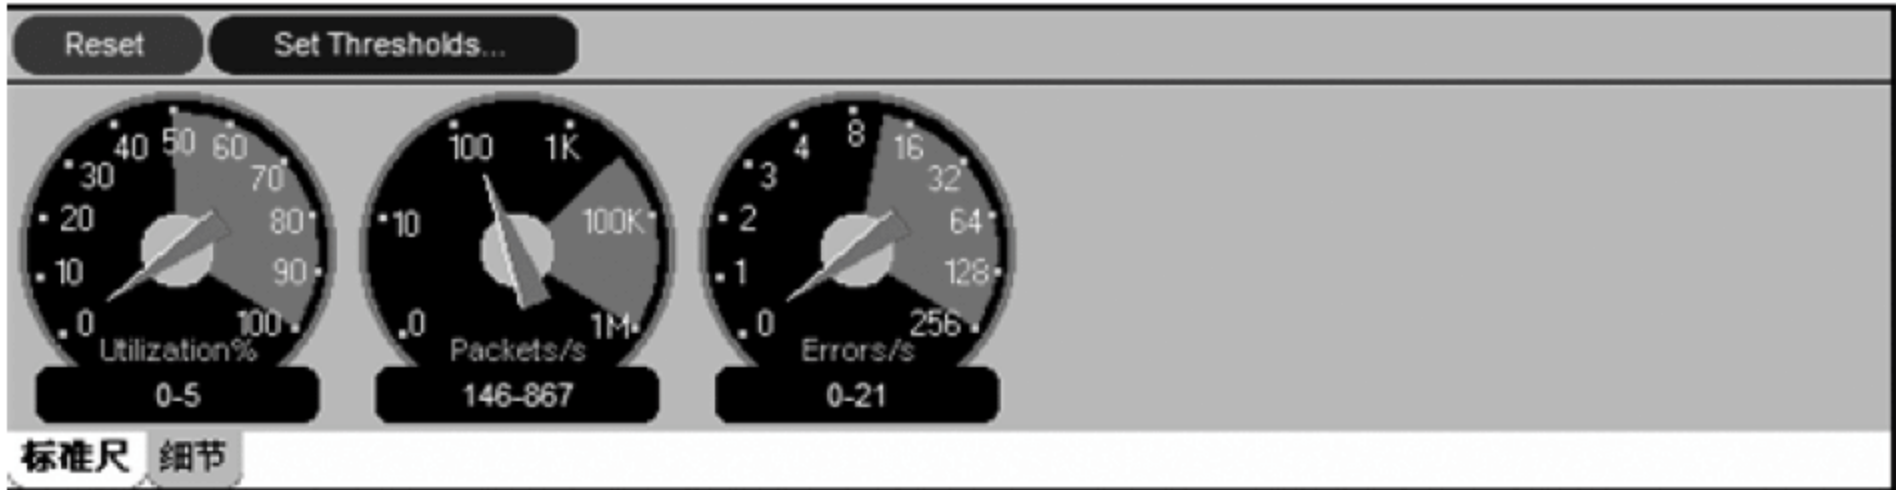 Reset Set Thresholds...
0 10 20 30 40 50 60 70 80 90 100
Utilization%
0-5
0 10 100 1K 100K 1M
Packets/s
146-867
0 1 2 3 4 8 16 32 64 128 256
Errors/s
0-21
标准尺 细节